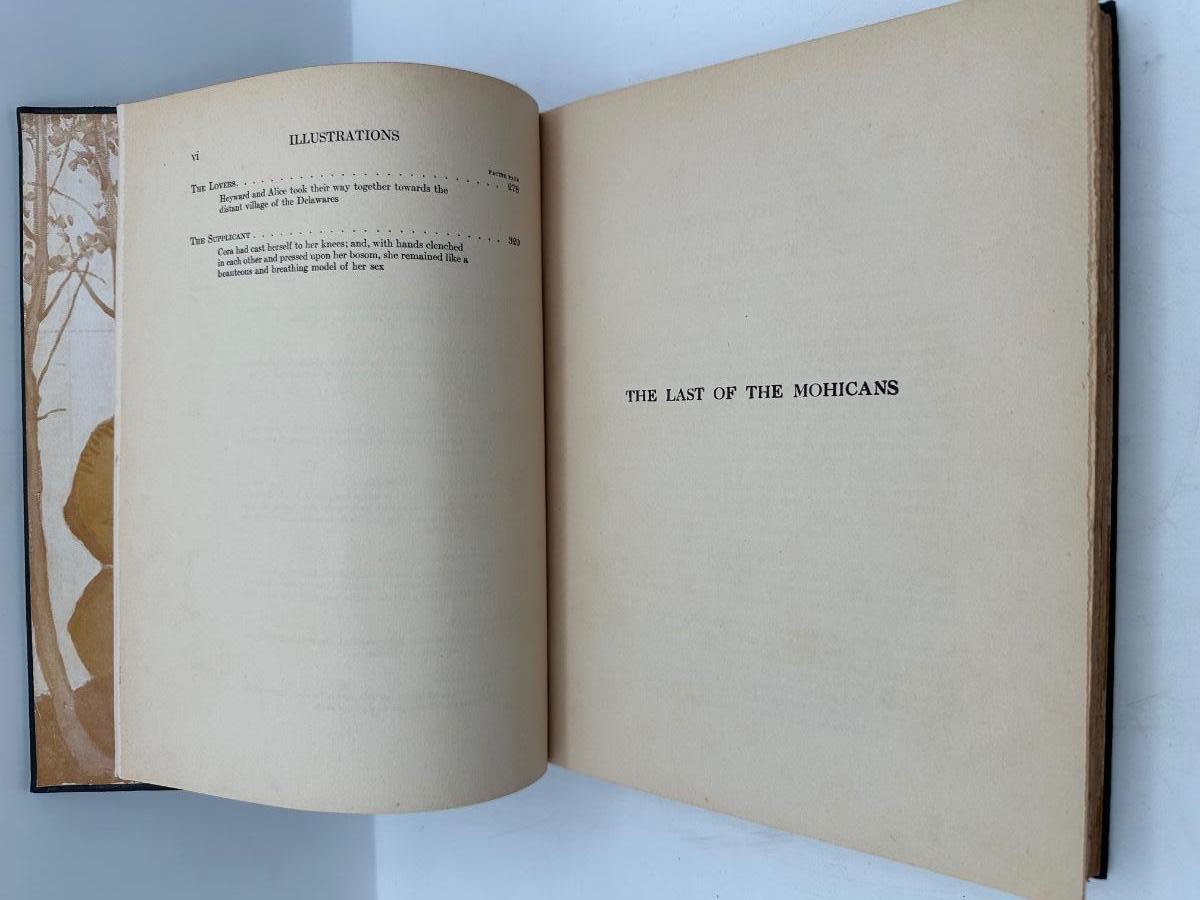 vi
ILLUSTRATIONS
FACING PAGE
THE LOVERS . . . . . . . . . . . . . . . . . . . . . 278
Heyward and Alice took their way together towards the
distant village of the Delawares
THE SUPPLICANT . . . . . . . . . . . . . . . . . . . . . 320
Cora had cast herself to her knees; and, with hands clenched
in each other and pressed upon her bosom, she remained like a
beauteous and breathing model of her sex
THE LAST OF THE MOHICANS